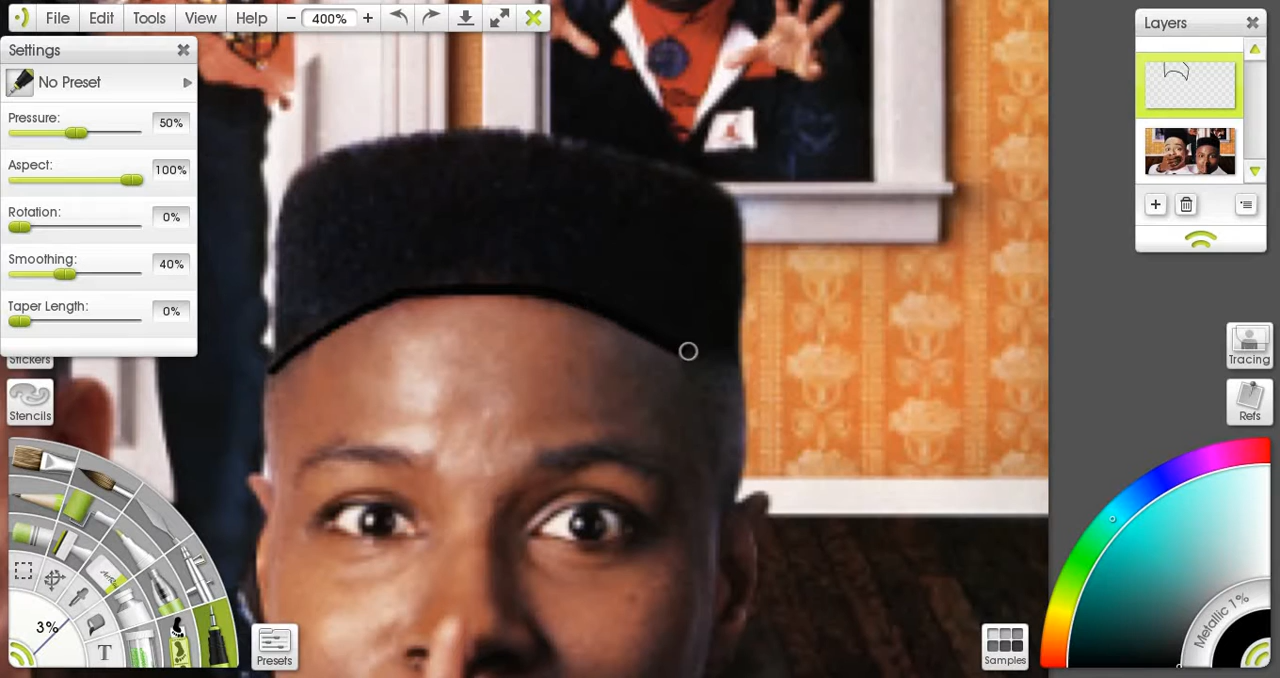 File Edit Tools View Help 400%
Settings
No Preset
Pressure: 50%
Aspect: 100%
Rotation: 0%
Smoothing: 40%
Taper Length: 0%
Stickers
Stencils
3%
T
Presets
Layers
Tracing
Refs
Samples
Metallic 1%